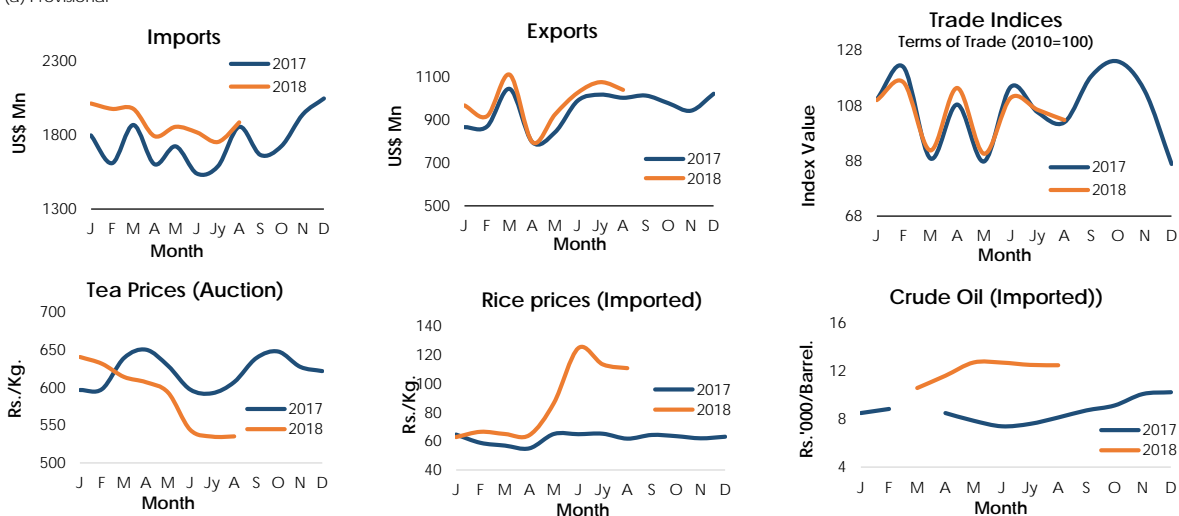 (a) Provisional
Imports
US$ Mn
2300
1800
1300
2017
2018
J F M A M J Jy A S O N D
Month
Exports
US$ Mn
1100
900
700
500
2017
2018
J F M A M J Jy A S O N D
Month
Trade Indices
Terms of Trade (2010=100)
Index Value
128
108
88
68
2017
2018
J F M A M J Jy A S O N D
Month
Tea Prices (Auction)
Rs./Kg.
700
650
600
550
500
2017
2018
J F M A M J Jy A S O N D
Month
Rice prices (Imported)
Rs./Kg.
140
120
100
80
60
40
2017
2018
J F M A M J Jy A S O N D
Month
Crude Oil (Imported))
Rs.'000/Barrel.
16
12
8
4
2017
2018
J F M A M J Jy A S O N D
Month